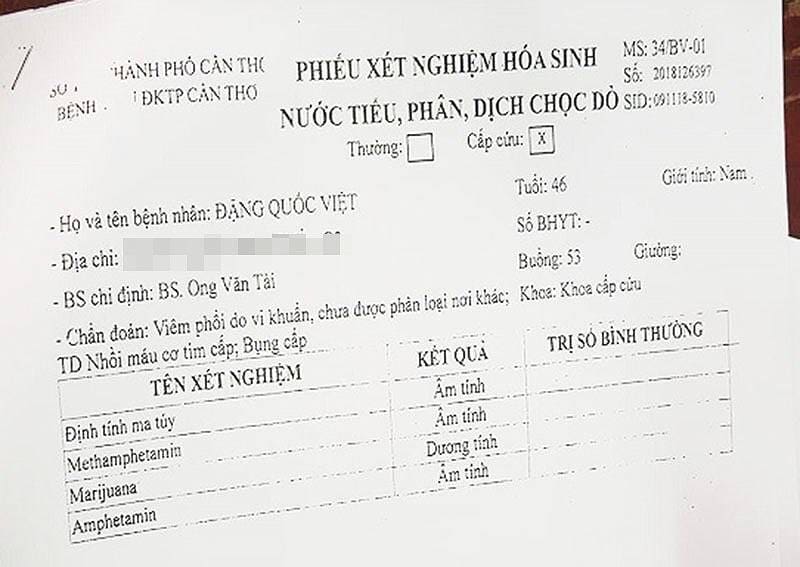 HÀNH PHỐ CẦN THƠ
BỆNH ĐKTP CẦN THƠ
PHIẾU XÉT NGHIỆM HÓA SINH
NƯỚC TIỂU, PHÂN, DỊCH CHỌC DÒ
MS: 34/BV-01
Số: 2018126397
SID:091118-5810
Thường: Cấp cứu: X
- Họ và tên bệnh nhân: ĐẶNG QUỐC VIỆT Tuổi: 46 Giới tính: Nam .
- Địa chỉ: Số BHYT: -
- BS chỉ định: BS. Ong Văn Tài Buồng: 53 Giường:
- Chẩn đoán: Viêm phổi do vi khuẩn, chưa được phân loại nơi khác; Khoa: Khoa cấp cứu
TD Nhồi máu cơ tim cấp; Bụng cấp
TÊN XÉT NGHIỆM KẾT QUẢ TRỊ SỐ BÌNH THƯỜNG
Định tính ma túy Âm tính
Methamphetamin Âm tính
Marijuana Dương tính
Amphetamin Âm tính